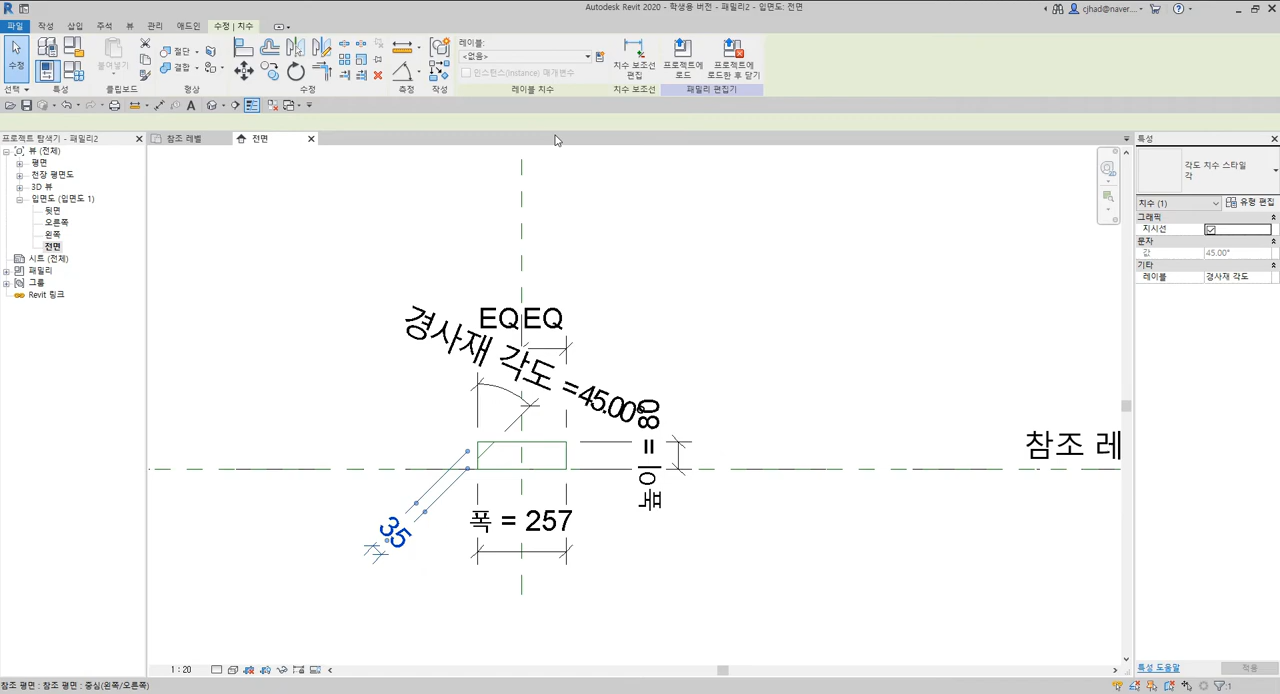 Autodesk Revit 2020 - 학생용 버전 - 패밀리2 - 입면도: 전면
cjhad@naver....
파일 작성 삽입 주석 뷰 관리 애드인 수정 | 치수
수정
붙여넣기
절단
결합
레이블:
<없음>
인스턴스(Instance) 매개변수
치수 보조선
편집
프로젝트에
로드
프로젝트에
로드한 후 닫기
선택 특성 클립보드 형상 수정 측정 작성 레이블 치수 치수 보조선 패밀리 편집기
프로젝트 탐색기 - 패밀리2
뷰 (전체)
평면
천장 평면도
3D 뷰
입면도 (입면도 1)
뒷면
오른쪽
왼쪽
전면
시트 (전체)
패밀리
그룹
Revit 링크
참조 레벨
전면
EQ EQ
경사재 각도 =45.00°
높이 = 80
폭 = 257
35
참조 레
1 : 20
특성
각도 치수 스타일
각
치수 (1)
유형 편집
그래픽
지시선
문자
값 45.00°
기타
레이블 경사재 각도
특성 도움말
적용
참조 평면 : 참조 평면 : 중심(왼쪽/오른쪽)
:1